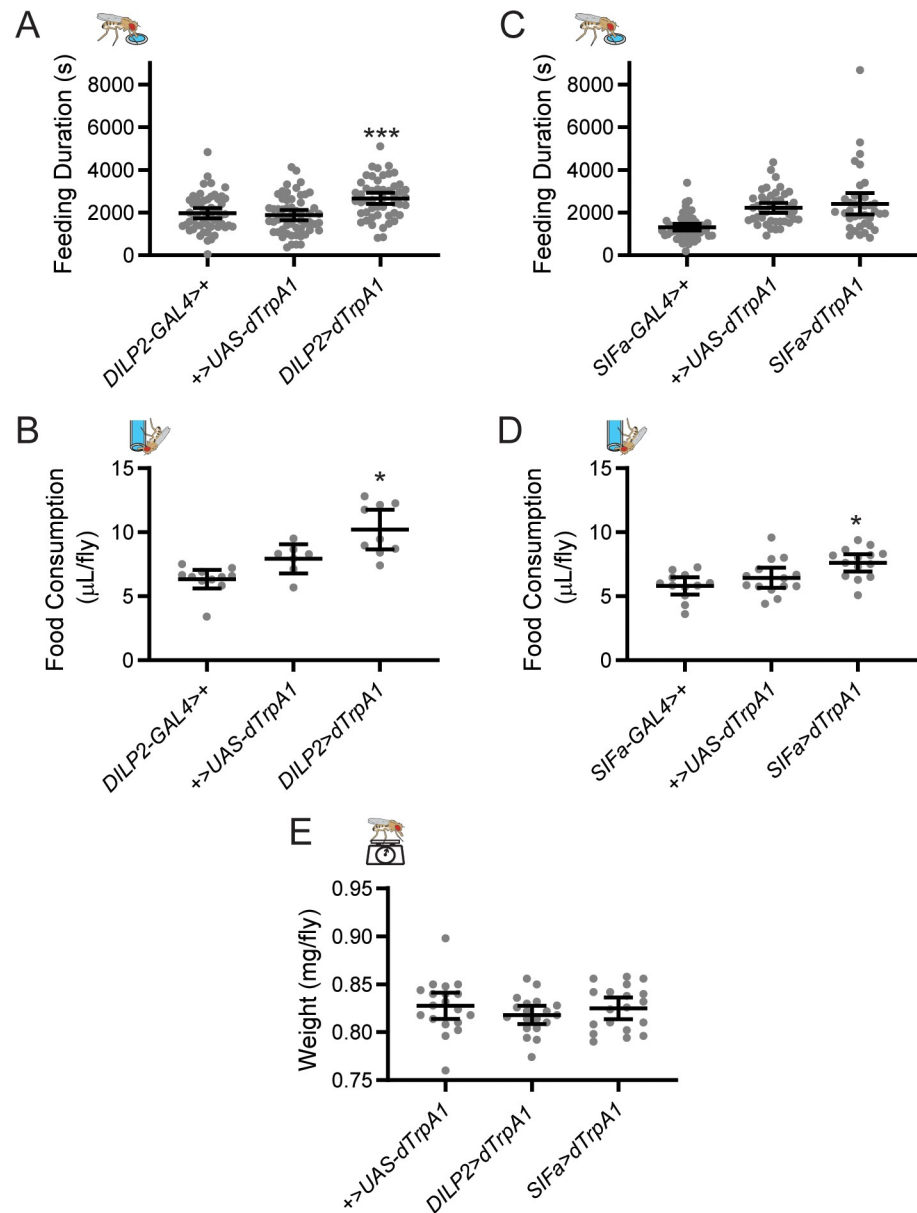 A
Feeding Duration (s)
8000
6000
4000
2000
0
***
DILP2-GAL4>+
+>UAS-dTrpA1
DILP2>dTrpA1
C
Feeding Duration (s)
8000
6000
4000
2000
0
SIFa-GAL4>+
+>UAS-dTrpA1
SIFa>dTrpA1
B
Food Consumption
(µL/fly)
15
10
5
0
*
DILP2-GAL4>+
+>UAS-dTrpA1
DILP2>dTrpA1
D
Food Consumption
(µL/fly)
15
10
5
0
*
SIFa-GAL4>+
+>UAS-dTrpA1
SIFa>dTrpA1
E
Weight (mg/fly)
0.95
0.90
0.85
0.80
0.75
+>UAS-dTrpA1
DILP2>dTrpA1
SIFa>dTrpA1